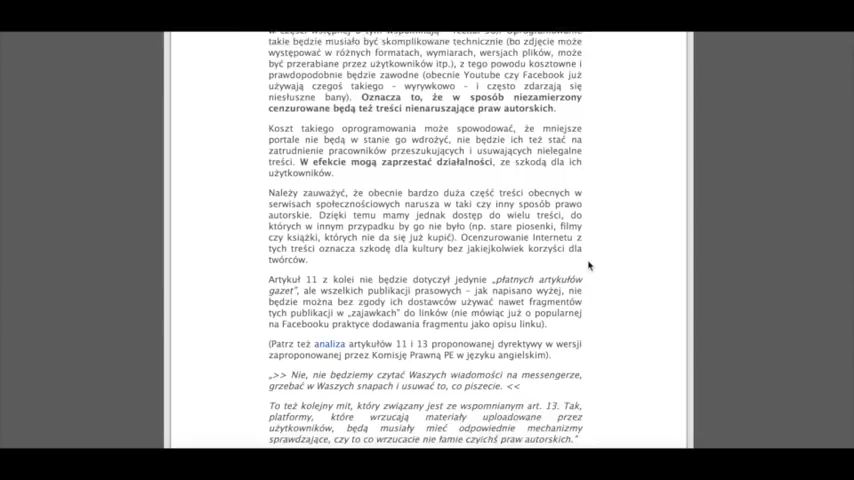 takie będzie musiało być skomplikowane technicznie (bo zdjęcie może
występować w różnych formatach, wymiarach, wersjach plików, może
być przerabiane przez użytkowników itp.), z tego powodu kosztowne i
prawdopodobnie będzie zawodne (obecnie Youtube czy Facebook już
używają czegoś takiego - wyrywkowo - i często zdarzają się
niesłuszne bany). Oznacza to, że w sposób niezamierzony
cenzurowane będą też treści nienaruszające praw autorskich.
Koszt takiego oprogramowania może spowodować, że mniejsze
portale nie będą w stanie go wdrożyć, nie będzie ich też stać na
zatrudnienie pracowników przeszukujących i usuwających nielegalne
treści. W efekcie mogą zaprzestać działalności, ze szkodą dla ich
użytkowników.
Należy zauważyć, że obecnie bardzo duża część treści obecnych w
serwisach społecznościowych narusza w taki czy inny sposób prawo
autorskie. Dzięki temu mamy jednak dostęp do wielu treści, do
których w innym przypadku by go nie było (np. stare piosenki, filmy
czy książki, których nie da się już kupić). Ocenzurowanie Internetu z
tych treści oznacza szkodę dla kultury bez jakiejkolwiek korzyści dla
twórców.
Artykuł 11 z kolei nie będzie dotyczył jedynie „płatnych artykułów
gazet”, ale wszelkich publikacji prasowych – jak napisano wyżej, nie
będzie można bez zgody ich dostawców używać nawet fragmentów
tych publikacji w „zajawkach” do linków (nie mówiąc już o popularnej
na Facebooku praktyce dodawania fragmentu jako opisu linku).
(Patrz też analiza artykułów 11 i 13 proponowanej dyrektywy w wersji
zaproponowanej przez Komisję Prawną PE w języku angielskim).
„>> Nie, nie będziemy czytać Waszych wiadomości na messengerze,
grzebać w Waszych snapach i usuwać to, co piszecie. <<
To też kolejny mit, który związany jest ze wspomnianym art. 13. Tak,
platformy, które wrzucają materiały uploadowane przez
użytkowników, będą musiały mieć odpowiednie mechanizmy
sprawdzające, czy to co wrzucacie nie łamie czyichś praw autorskich.”